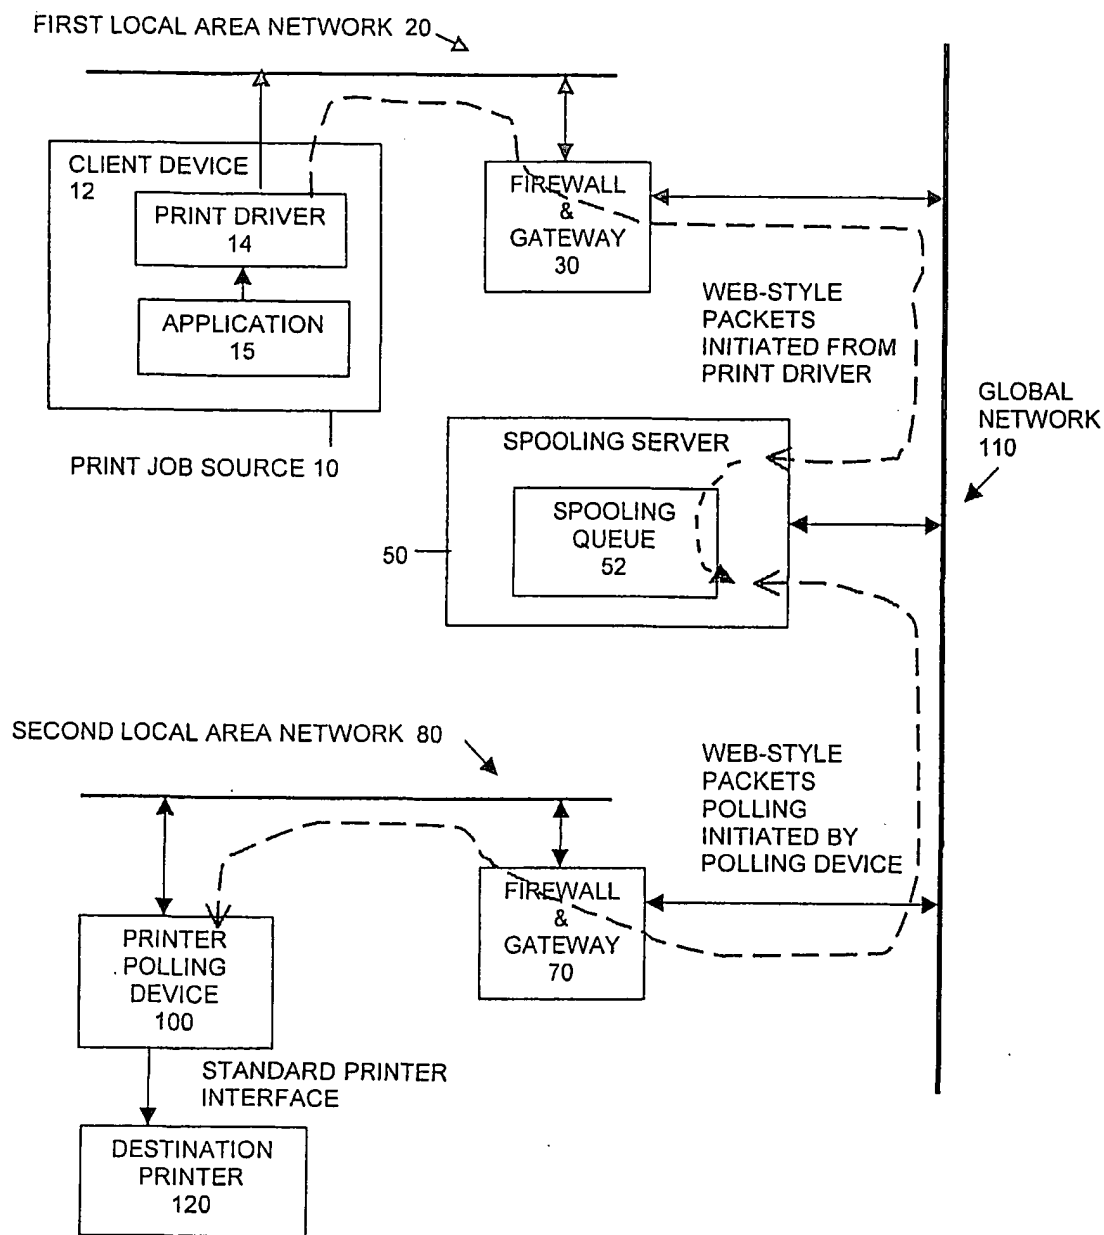 FIRST LOCAL AREA NETWORK 20
CLIENT DEVICE
12
PRINT DRIVER
14
APPLICATION
15
PRINT JOB SOURCE 10
FIREWALL
&
GATEWAY
30
WEB-STYLE
PACKETS
INITIATED FROM
PRINT DRIVER
GLOBAL
NETWORK
110
SPOOLING SERVER
SPOOLING
QUEUE
52
50
SECOND LOCAL AREA NETWORK 80
WEB-STYLE
PACKETS
POLLING
INITIATED BY
POLLING DEVICE
FIREWALL
&
GATEWAY
70
PRINTER
POLLING
DEVICE
100
STANDARD PRINTER
INTERFACE
DESTINATION
PRINTER
120